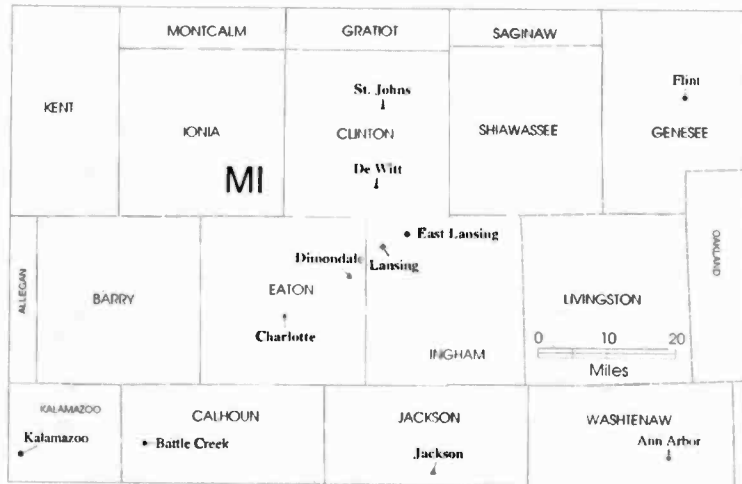 MONTCALM
GRATIOT
SAGINAW
Flint
KENT
St. Johns
IONIA
CLINTON
SHIAWASSEE
GENESEE
MI
De Witt
East Lansing
OAKLAND
Dimondale
Lansing
ALLEGAN
BARRY
EATON
LIVINGSTON
Charlotte
0 10 20
INGHAM
Miles
KALAMAZOO
CALHOUN
JACKSON
WASHTENAW
Kalamazoo
Battle Creek
Jackson
Ann Arbor